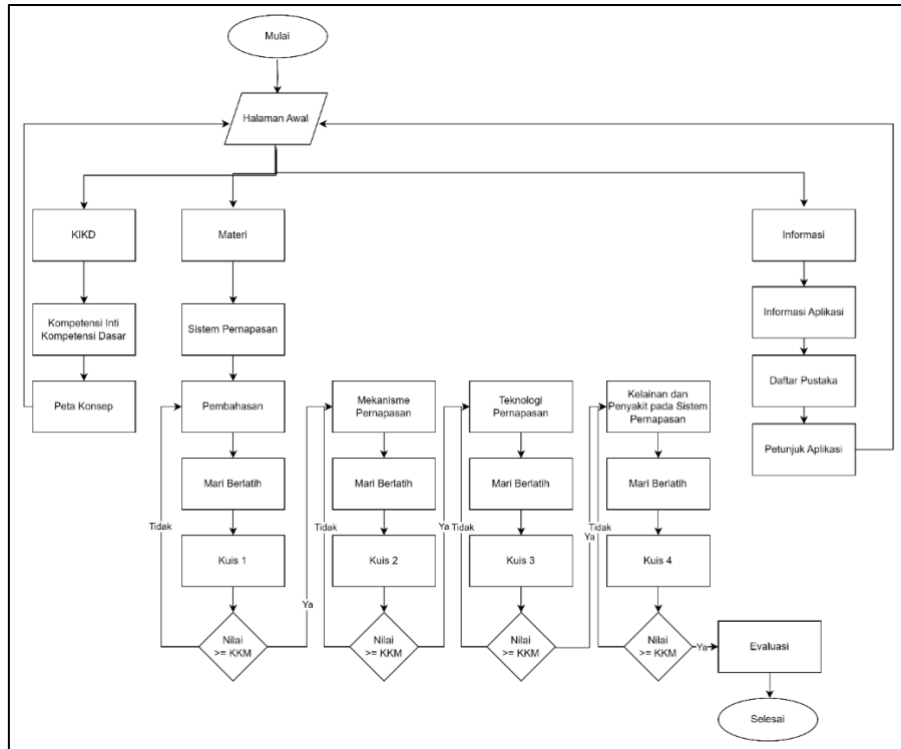 Mulai
Halaman Awal
KIKD
Materi
Informasi
Kompetensi Inti
Kompetensi Dasar
Sistem Pernapasan
Informasi Aplikasi
Peta Konsep
Pembahasan
Mekanisme
Pernapasan
Teknologi
Pernapasan
Kelainan dan
Penyakit pada Sistem
Pernapasan
Daftar Pustaka
Petunjuk Aplikasi
Mari Berlatih
Mari Berlatih
Mari Berlatih
Mari Berlatih
Tidak
Tidak
Ya
Tidak
Tidak
Ya
Kuis 1
Kuis 2
Kuis 3
Kuis 4
Ya
Nilai
>= KKM
Nilai
>= KKM
Nilai
>= KKM
Nilai
>= KKM
Ya
Evaluasi
Selesai